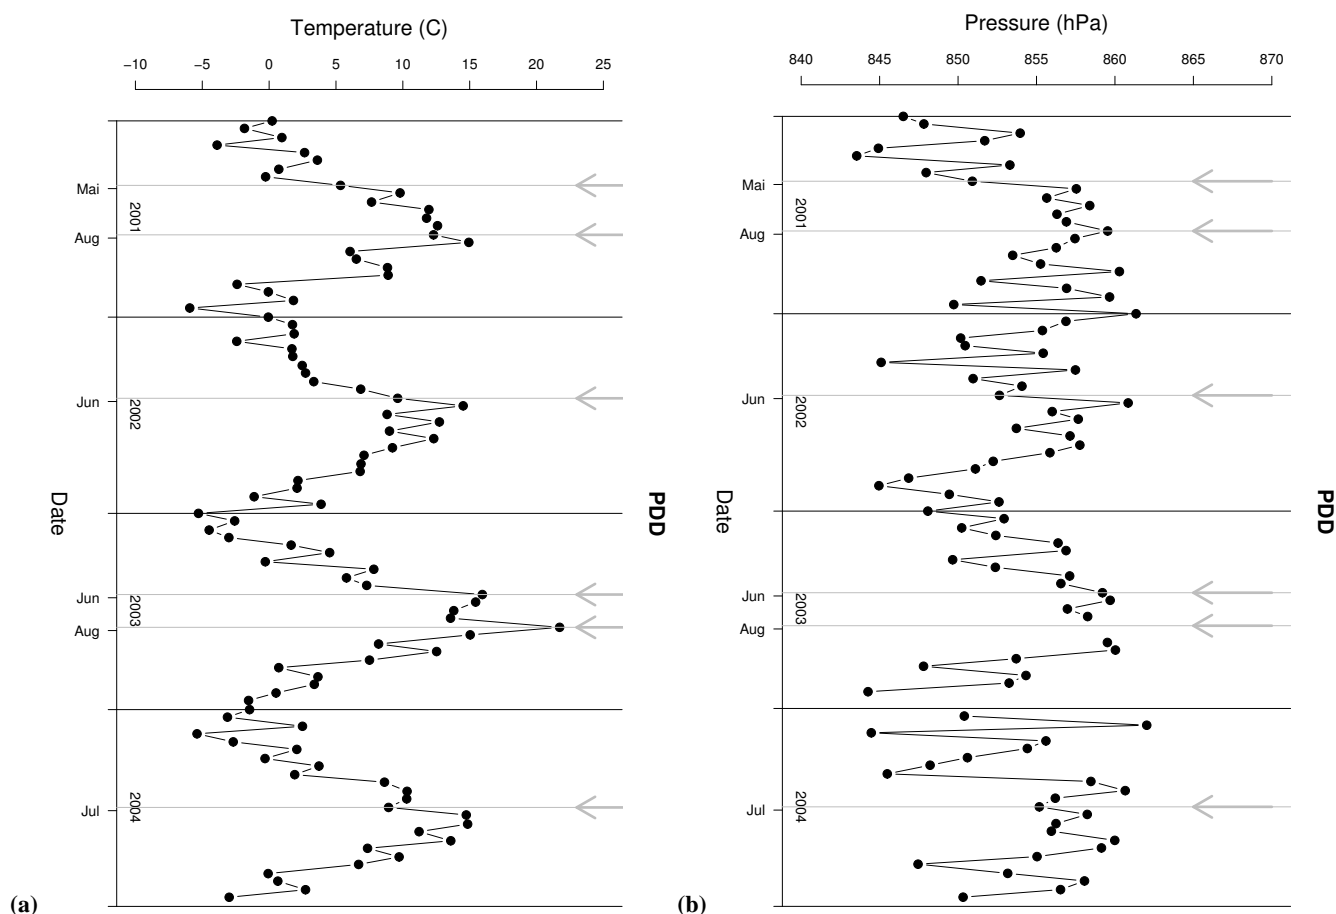 Temperature (C)
−10 −5 0 5 10 15 20 25
Mai
2001
Aug
Jun
2002
Date
PDD
Jun
2003
Aug
Jul
2004
(a)
Pressure (hPa)
840 845 850 855 860 865 870
Mai
2001
Aug
Jun
2002
Date
PDD
Jun
2003
Aug
Jul
2004
(b)